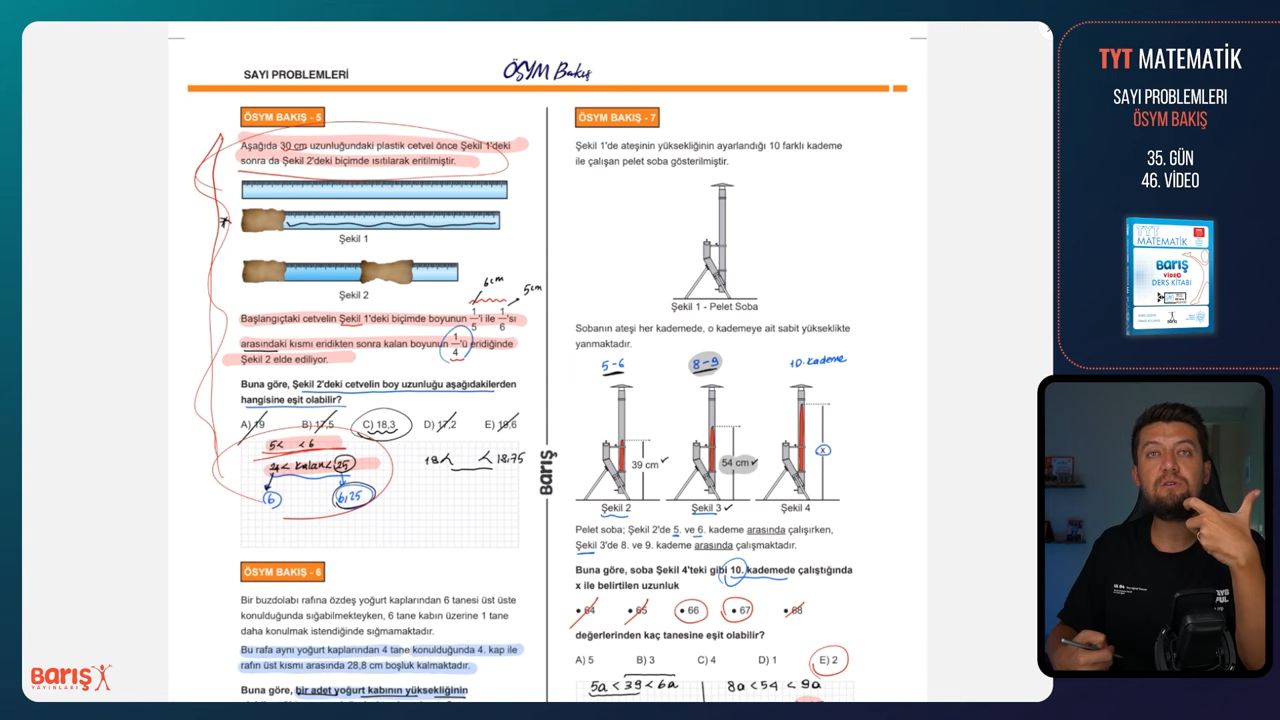 SAYI PROBLEMLERİ
ÖSYM Bakış
ÖSYM BAKIŞ - 5
Aşağıda 30 cm uzunluğundaki plastik cetvel önce Şekil 1'deki
sonra da Şekil 2'deki biçimde ısıtılarak eritilmiştir.
Şekil 1
Şekil 2
6cm
5cm
Başlangıçtaki cetvelin Şekil 1'deki biçimde boyunun 1/5'i ile 1/6'sı
arasındaki kısmı eridikten sonra kalan boyunun 1/4'ü eridiğinde
Şekil 2 elde ediliyor.
Buna göre, Şekil 2'deki cetvelin boy uzunluğu aşağıdakilerden
hangisine eşit olabilir?
A) 19 B) 17,5 C) 18,3 D) 17,2 E) 19,6
5< <6
24 < kalan < 25
6
6,25
18< < 18,75
ÖSYM BAKIŞ - 6
Bir buzdolabı rafına özdeş yoğurt kaplarından 6 tanesi üst üste
konulduğunda sığabilmekteyken, 6 tane kabın üzerine 1 tane
daha konulmak istendiğinde sığmamaktadır.
Bu rafa aynı yoğurt kaplarından 4 tane konulduğunda 4. kap ile
rafın üst kısmı arasında 28,8 cm boşluk kalmaktadır.
Buna göre, bir adet yoğurt kabının yüksekliğinin
BARIŞ
ÖSYM BAKIŞ - 7
Şekil 1'de ateşinin yüksekliğinin ayarlandığı 10 farklı kademe
ile çalışan pelet soba gösterilmiştir.
Şekil 1 - Pelet Soba
Sobanın ateşi her kademede, o kademeye ait sabit yükseklikte
yanmaktadır.
5-6
8-9
10. kademe
39 cm
54 cm
x
Şekil 2
Şekil 3
Şekil 4
Pelet soba; Şekil 2'de 5. ve 6. kademe arasında çalışırken,
Şekil 3'de 8. ve 9. kademe arasında çalışmaktadır.
Buna göre, soba Şekil 4'teki gibi 10. kademede çalıştığında
x ile belirtilen uzunluk
• 64 • 65 • 66 • 67 • 68
değerlerinden kaç tanesine eşit olabilir?
A) 5 B) 3 C) 4 D) 1 E) 2
5a < 39 < 6a
8a < 54 < 9a
TYT MATEMATİK
SAYI PROBLEMLERI
ÖSYM BAKIŞ
35. GÜN
46. VİDEO
TYT
MATEMATİK
BARIŞ
VİDEO
DERS KİTABI
BARIŞ
YAYINLARI